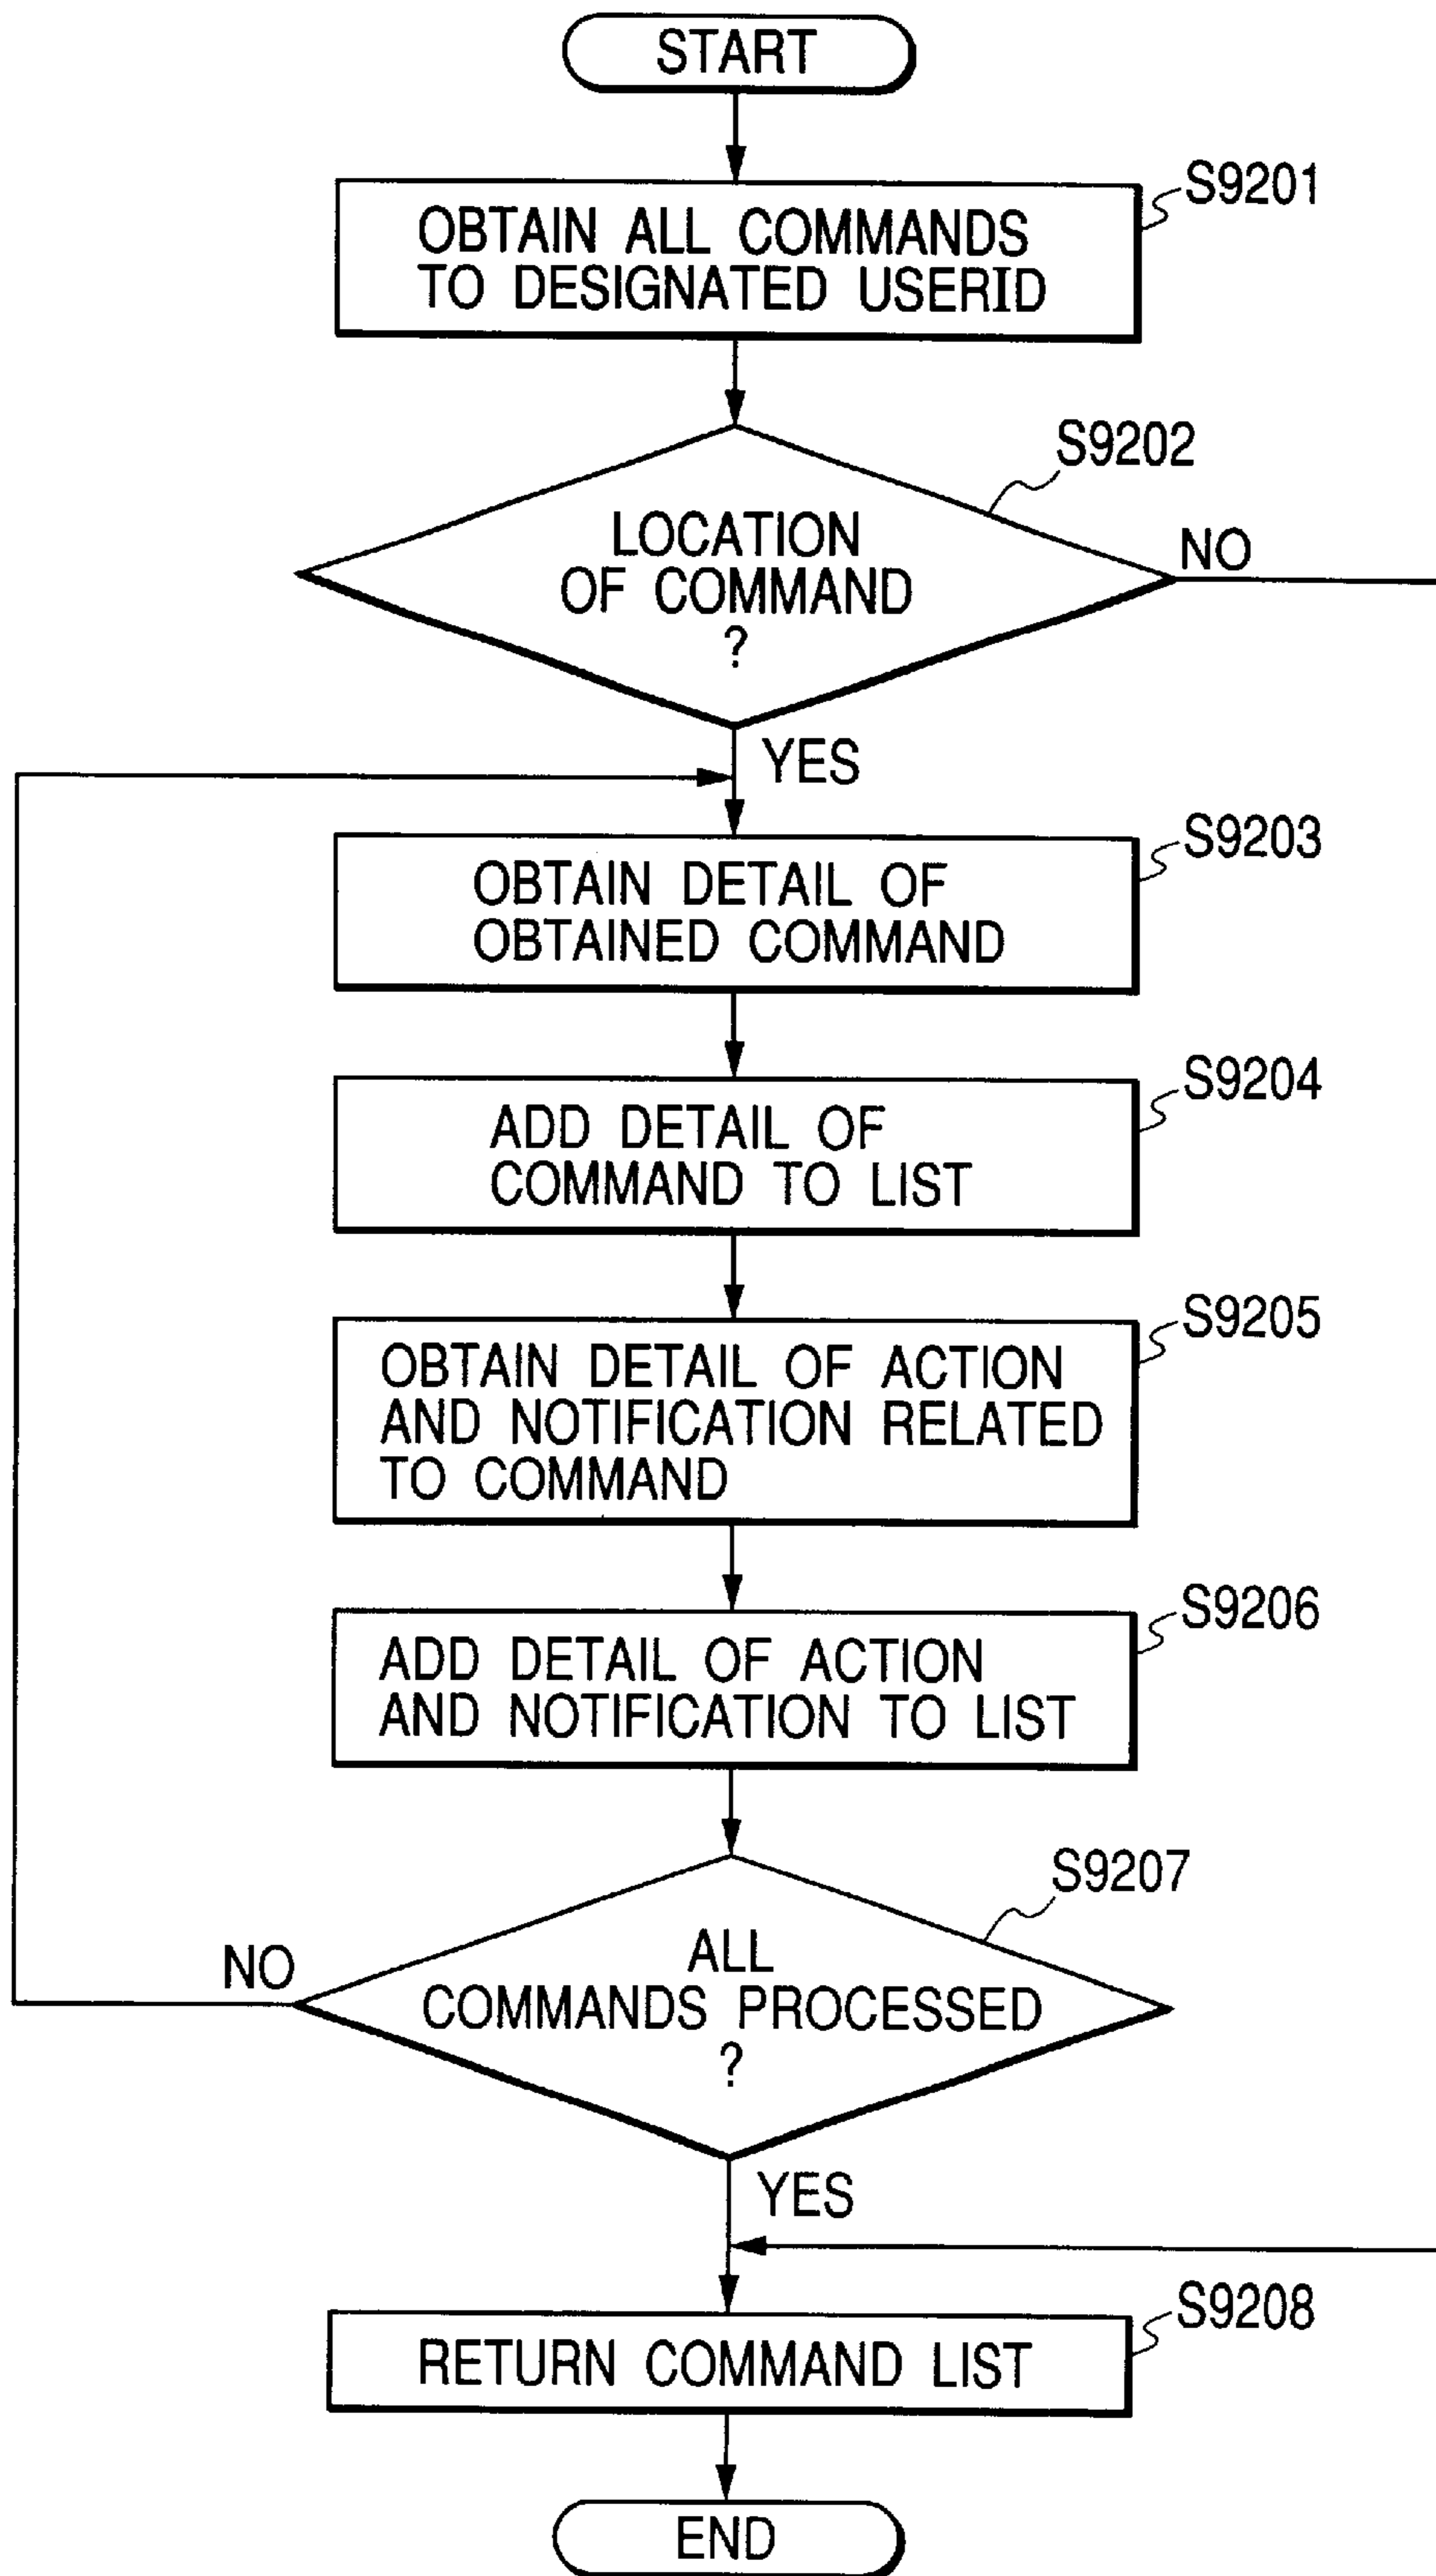 START
S9201
OBTAIN ALL COMMANDS
TO DESIGNATED USERID
S9202
LOCATION
OF COMMAND
?
NO
YES
S9203
OBTAIN DETAIL OF
OBTAINED COMMAND
S9204
ADD DETAIL OF
COMMAND TO LIST
S9205
OBTAIN DETAIL OF ACTION
AND NOTIFICATION RELATED
TO COMMAND
S9206
ADD DETAIL OF ACTION
AND NOTIFICATION TO LIST
S9207
ALL
COMMANDS PROCESSED
?
NO
YES
S9208
RETURN COMMAND LIST
END